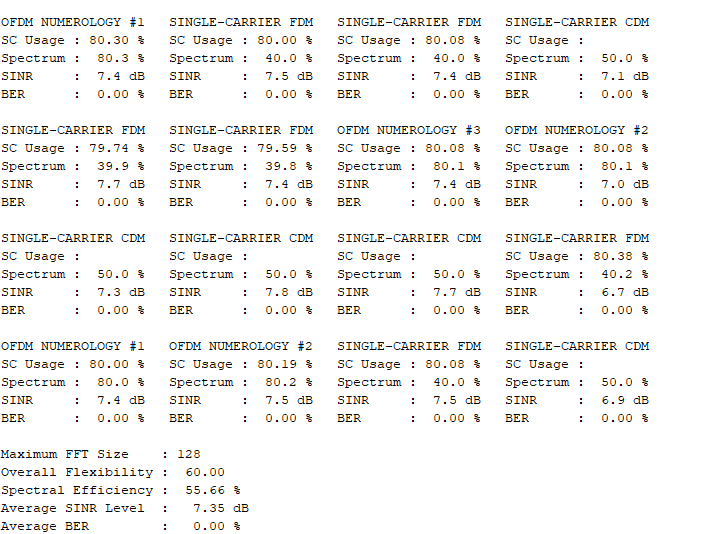 OFDM NUMEROLOGY #1   SINGLE-CARRIER FDM   SINGLE-CARRIER FDM   SINGLE-CARRIER CDM
SC Usage : 80.30 %   SC Usage : 80.00 %   SC Usage : 80.08 %   SC Usage :
Spectrum :  80.3 %   Spectrum :  40.0 %   Spectrum :  40.0 %   Spectrum :  50.0 %
SINR     :  7.4 dB   SINR     :  7.5 dB   SINR     :  7.4 dB   SINR     :  7.1 dB
BER      :  0.00 %   BER      :  0.00 %   BER      :  0.00 %   BER      :  0.00 %
SINGLE-CARRIER FDM   SINGLE-CARRIER FDM   OFDM NUMEROLOGY #3   OFDM NUMEROLOGY #2
SC Usage : 79.74 %   SC Usage : 79.59 %   SC Usage : 80.08 %   SC Usage : 80.08 %
Spectrum :  39.9 %   Spectrum :  39.8 %   Spectrum :  80.1 %   Spectrum :  80.1 %
SINR     :  7.7 dB   SINR     :  7.4 dB   SINR     :  7.4 dB   SINR     :  7.0 dB
BER      :  0.00 %   BER      :  0.00 %   BER      :  0.00 %   BER      :  0.00 %
SINGLE-CARRIER CDM   SINGLE-CARRIER CDM   SINGLE-CARRIER CDM   SINGLE-CARRIER FDM
SC Usage :           SC Usage :           SC Usage :           SC Usage : 80.38 %
Spectrum :  50.0 %   Spectrum :  50.0 %   Spectrum :  50.0 %   Spectrum :  40.2 %
SINR     :  7.3 dB   SINR     :  7.8 dB   SINR     :  7.7 dB   SINR     :  6.7 dB
BER      :  0.00 %   BER      :  0.00 %   BER      :  0.00 %   BER      :  0.00 %
OFDM NUMEROLOGY #1   OFDM NUMEROLOGY #2   SINGLE-CARRIER FDM   SINGLE-CARRIER CDM
SC Usage : 80.00 %   SC Usage : 80.19 %   SC Usage : 80.08 %   SC Usage :
Spectrum :  80.0 %   Spectrum :  80.2 %   Spectrum :  40.0 %   Spectrum :  50.0 %
SINR     :  7.4 dB   SINR     :  7.5 dB   SINR     :  7.5 dB   SINR     :  6.9 dB
BER      :  0.00 %   BER      :  0.00 %   BER      :  0.00 %   BER      :  0.00 %
Maximum FFT Size    : 128
Overall Flexibility :  60.00
Spectral Efficiency :  55.66 %
Average SINR Level  :   7.35 dB
Average BER         :   0.00 %